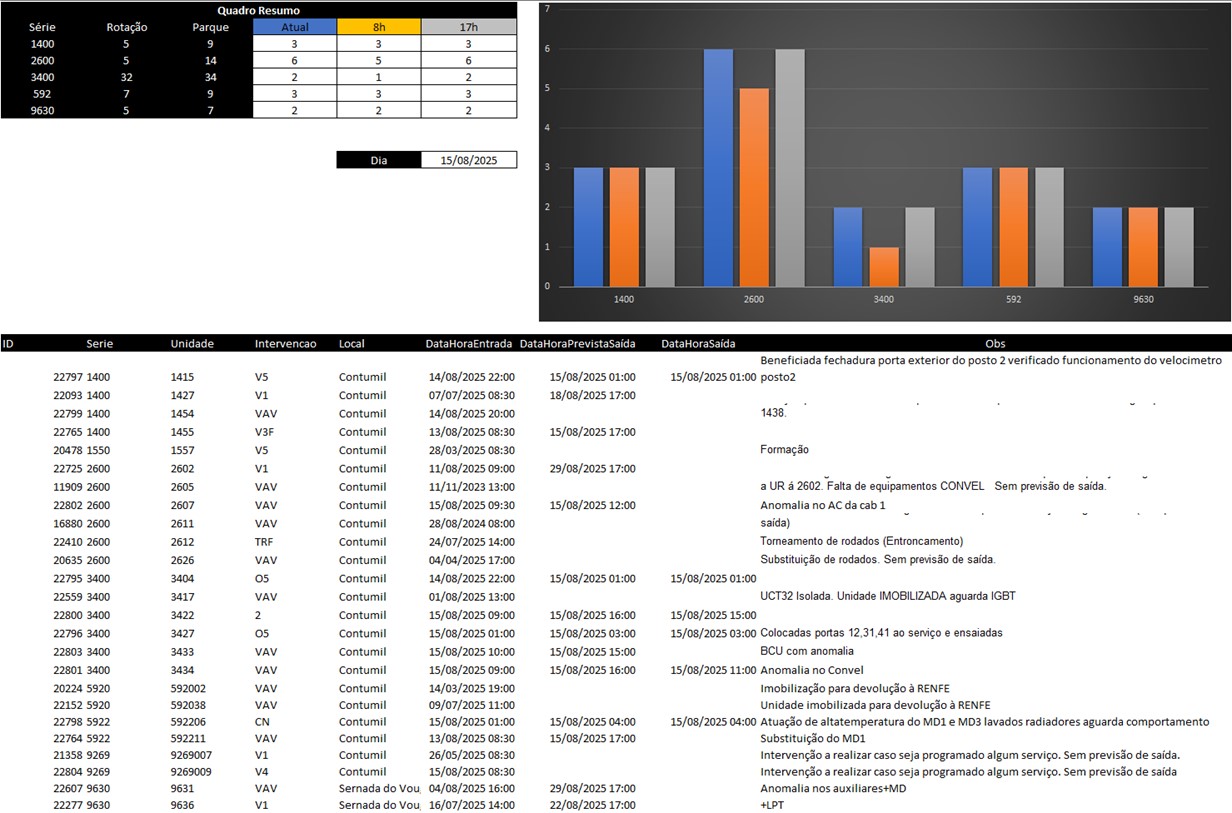 Quadro Resumo
Série Rotação Parque Atual 8h 17h
1400 5 9 3 3 3
2600 5 14 6 5 6
3400 32 34 2 1 2
592 7 9 3 3 3
9630 5 7 2 2 2
Dia 15/08/2025
7
6
5
4
3
2
1
0
1400 2600 3400 592 9630
ID Serie Unidade Intervencao Local DataHoraEntrada DataHoraPrevistaSaída DataHoraSaída Obs
Beneficiada fechadura porta exterior do posto 2 verificado funcionamento do velocimetro
22797 1400 1415 V5 Contumil 14/08/2025 22:00 15/08/2025 01:00 15/08/2025 01:00 posto2
22093 1400 1427 V1 Contumil 07/07/2025 08:30 18/08/2025 17:00
22799 1400 1454 VAV Contumil 14/08/2025 20:00 1438.
22765 1400 1455 V3F Contumil 13/08/2025 08:30 15/08/2025 17:00
20478 1550 1557 V5 Contumil 28/03/2025 08:30 Formação
22725 2600 2602 V1 Contumil 11/08/2025 09:00 29/08/2025 17:00
11909 2600 2605 VAV Contumil 11/11/2023 13:00 a UR á 2602. Falta de equipamentos CONVEL Sem previsão de saída.
22802 2600 2607 VAV Contumil 15/08/2025 09:30 15/08/2025 12:00 Anomalia no AC da cab 1
16880 2600 2611 VAV Contumil 28/08/2024 08:00 saída)
22410 2600 2612 TRF Contumil 24/07/2025 14:00 Torneamento de rodados (Entroncamento)
20635 2600 2626 VAV Contumil 04/04/2025 17:00 Substituição de rodados. Sem previsão de saída.
22795 3400 3404 O5 Contumil 14/08/2025 22:00 15/08/2025 01:00 15/08/2025 01:00
22559 3400 3417 VAV Contumil 01/08/2025 13:00 UCT32 Isolada. Unidade IMOBILIZADA aguarda IGBT
22800 3400 3422 2 Contumil 15/08/2025 09:00 15/08/2025 16:00 15/08/2025 15:00
22796 3400 3427 O5 Contumil 15/08/2025 01:00 15/08/2025 03:00 15/08/2025 03:00 Colocadas portas 12,31,41 ao serviço e ensaiadas
22803 3400 3433 VAV Contumil 15/08/2025 10:00 15/08/2025 15:00 BCU com anomalia
22801 3400 3434 VAV Contumil 15/08/2025 09:00 15/08/2025 16:00 15/08/2025 11:00 Anomalia no Convel
20224 5920 592002 VAV Contumil 14/03/2025 19:00 Imobilização para devolução à RENFE
22152 5920 592038 VAV Contumil 09/07/2025 11:00 Unidade imobilizada para devolução à RENFE
22798 5922 592206 CN Contumil 15/08/2025 01:00 15/08/2025 04:00 15/08/2025 04:00 Atuação de altatemperatura do MD1 e MD3 lavados radiadores aguarda comportamento
22764 5922 592211 VAV Contumil 13/08/2025 08:30 15/08/2025 17:00 Substituição do MD1
21358 9269 9269007 V1 Contumil 26/05/2025 08:30 Intervenção a realizar caso seja programado algum serviço. Sem previsão de saída.
22804 9269 9269009 V4 Contumil 15/08/2025 08:30 Intervenção a realizar caso seja programado algum serviço. Sem previsão de saída
22607 9630 9631 VAV Sernada do Vou 04/08/2025 16:00 29/08/2025 17:00 Anomalia nos auxiliares+MD
22277 9630 9636 V1 Sernada do Vou 16/07/2025 14:00 22/08/2025 17:00 +LPT